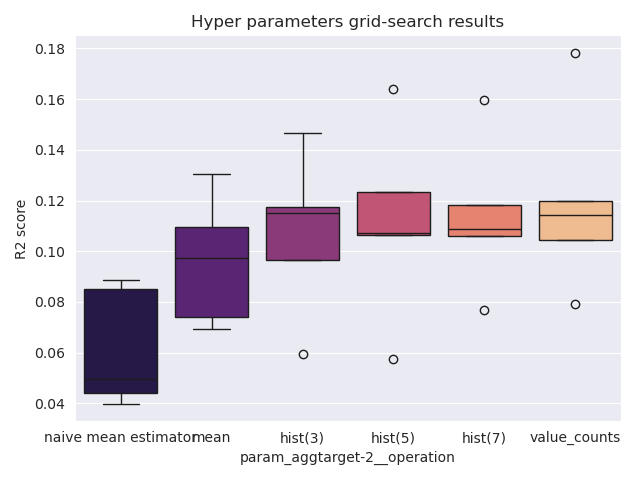 Hyper parameters grid-search results
R2 score
0.18
0.16
0.14
0.12
0.10
0.08
0.06
0.04
naive mean estimator mean hist(3) hist(5) hist(7) value_counts
param_aggtarget-2__operation